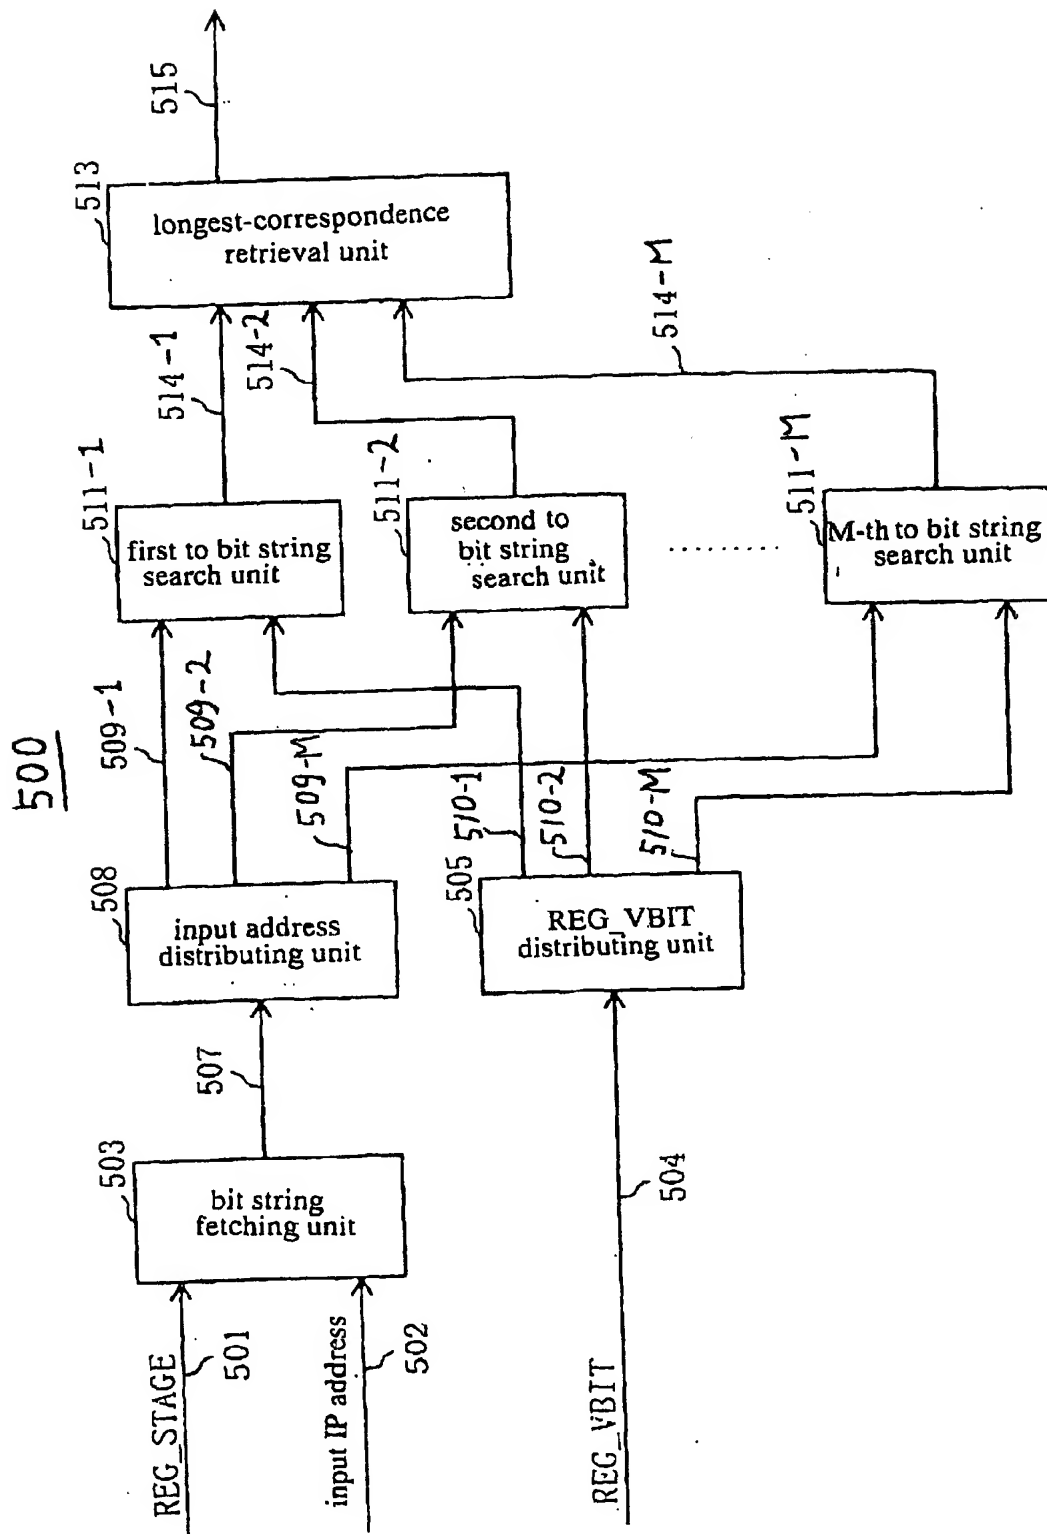 500
515
513
longest-correspondence
retrieval unit
514-1
514-2
514-M
511-1
first to bit string
search unit
511-2
second to
bit string
search unit
511-M
M-th to bit string
search unit
509-1
509-2
509-M
510-1
510-2
510-M
508
input address
distributing unit
505
REG_VBIT
distributing unit
507
503
bit string
fetching unit
504
REG_STAGE
501
input IP address
502
REG_VBIT